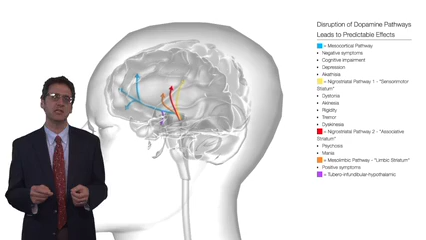 Disruption of Dopamine Pathways
Leads to Predictable Effects
= Mesocortical Pathway
• Negative symptoms
• Cognitive impairment
• Depression
• Akathisia
= Nigrostriatal Pathway 1 - "Sensorimotor
Striatum"
• Dystonia
• Akinesia
• Rigidity
• Tremor
• Dyskinesia
= Nigrostriatal Pathway 2 - "Associative
Striatum"
• Psychosis
• Mania
= Mesolimbic Pathway - "Limbic Striatum"
• Positive symptoms
= Tubero-infundibular-hypothalamic